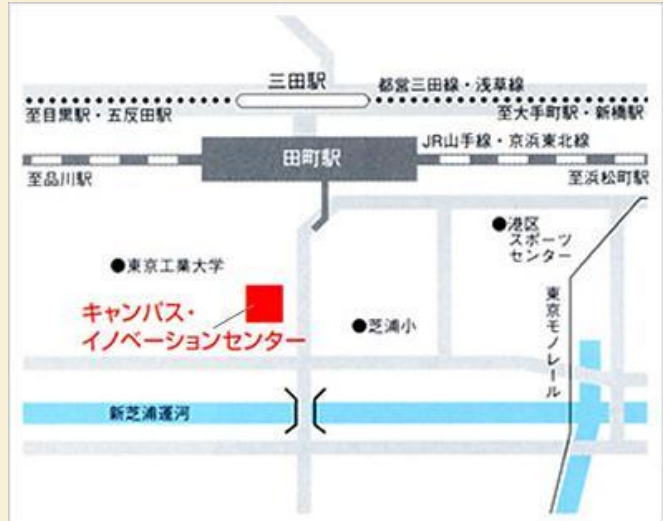 三田駅
都営三田線・浅草線
至目黒駅・五反田駅
至大手町駅・新橋駅
田町駅
JR山手線・京浜東北線
至品川駅
至浜松町駅
●港区
スポーツ
センター
●東京工業大学
キャンパス・
イノベーションセンター
●芝浦小
東京モノレール
新芝浦運河